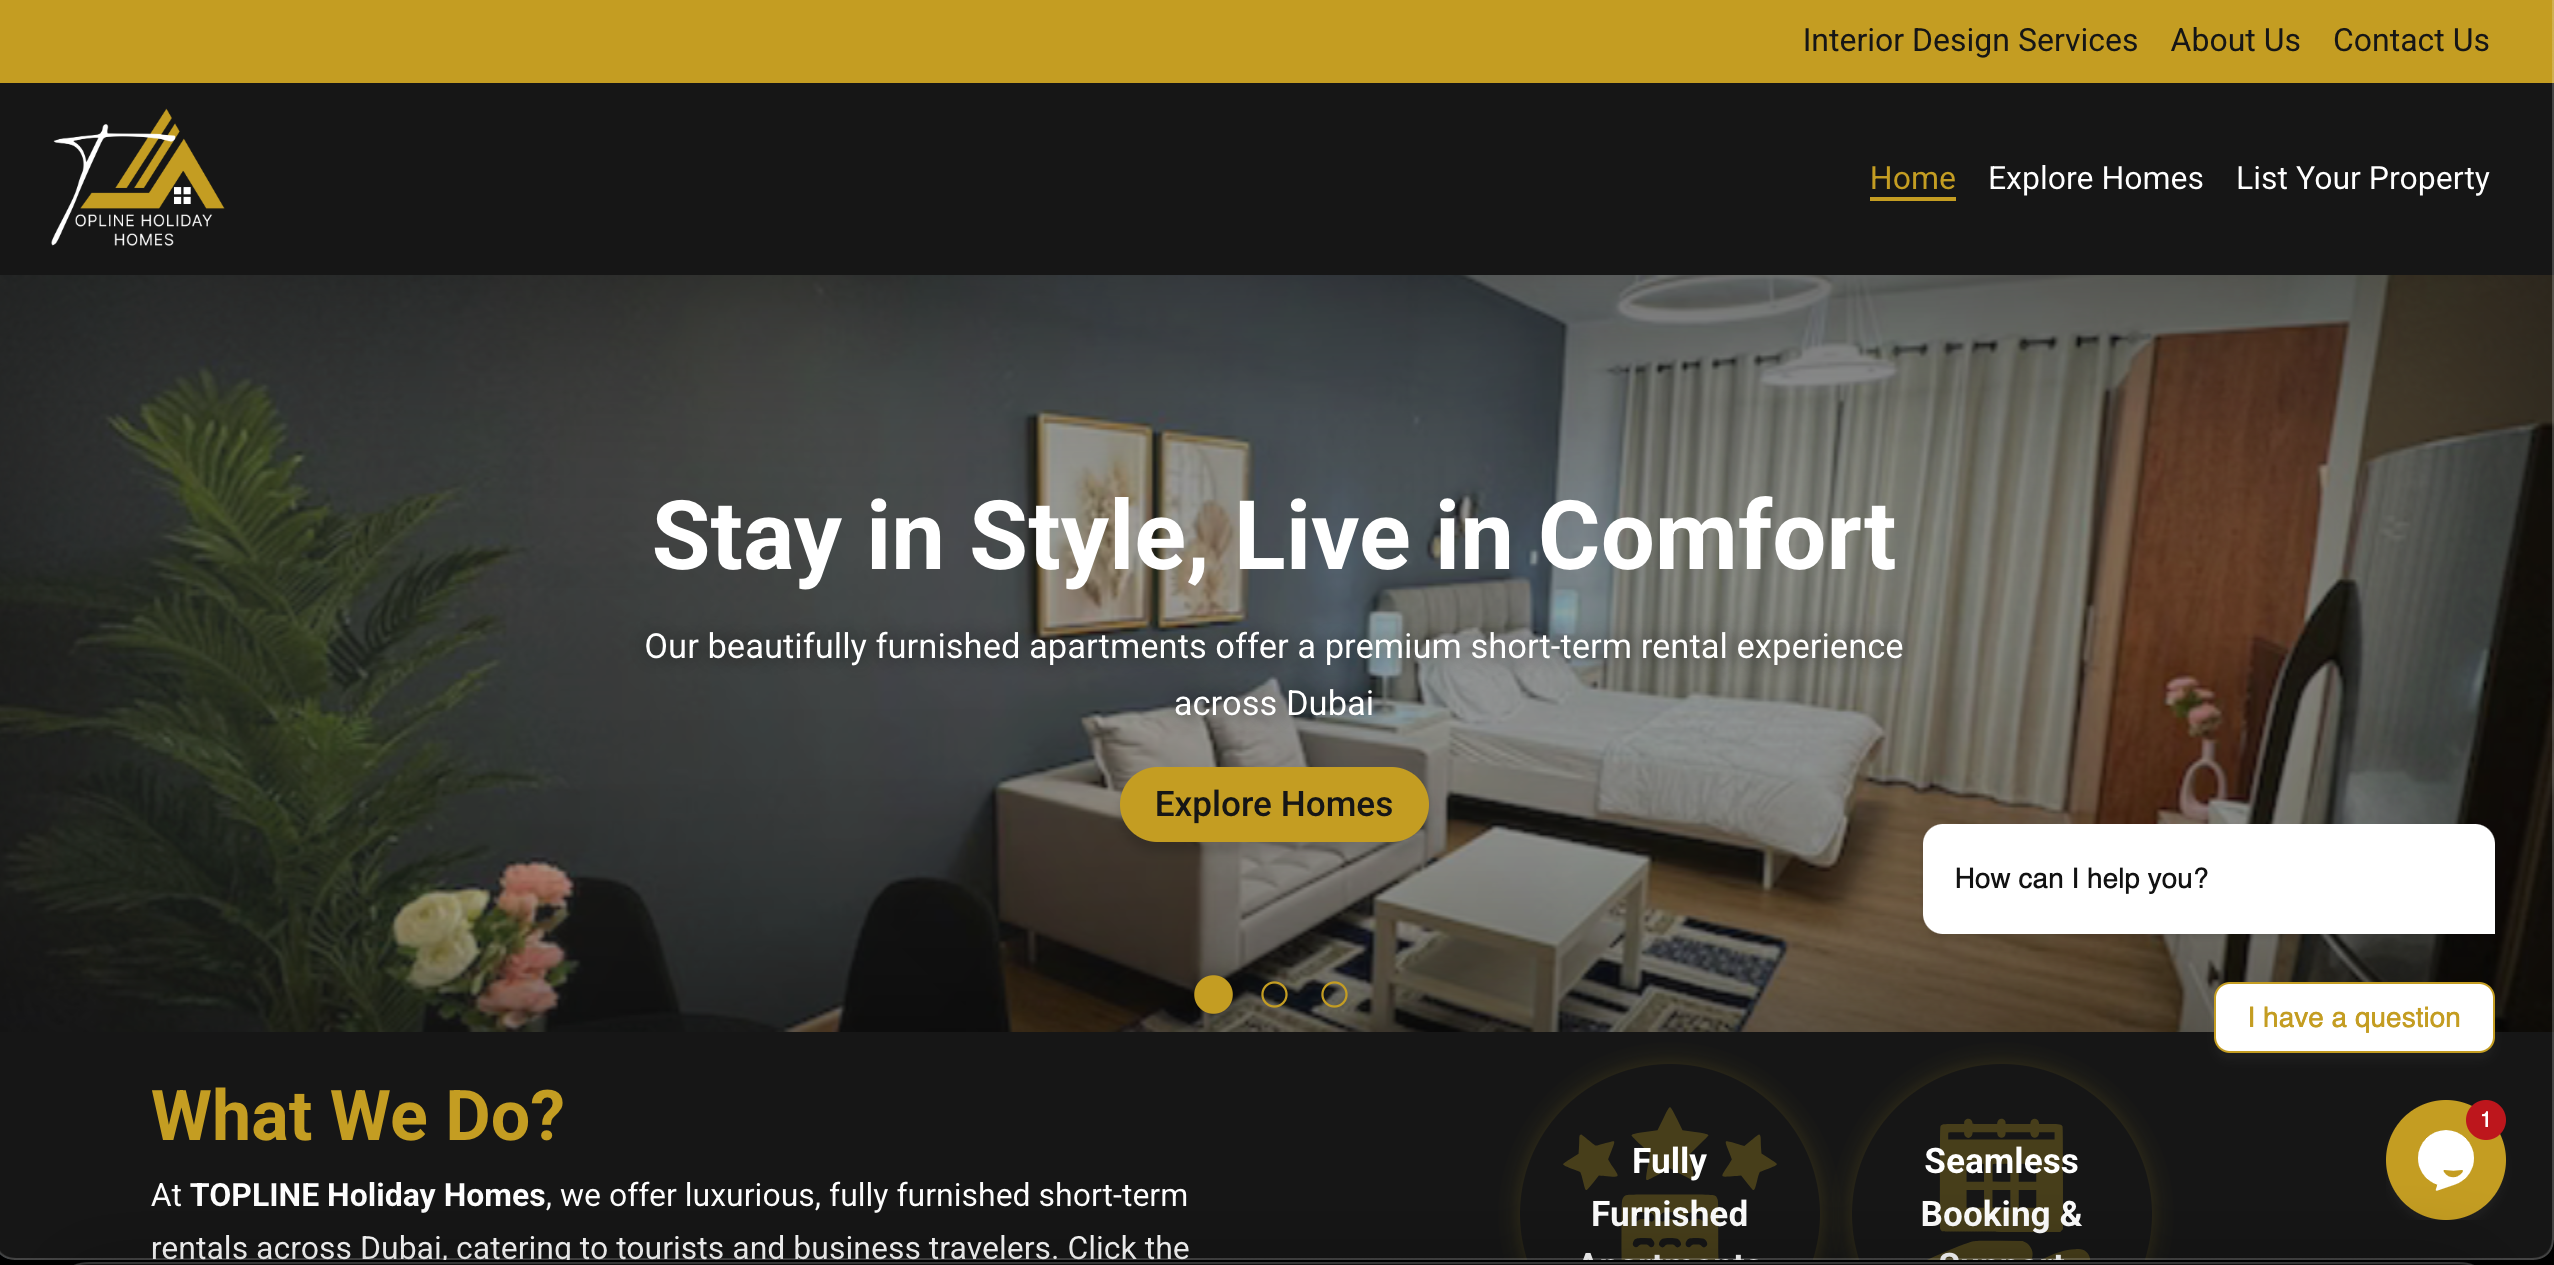 Interior Design Services About Us Contact Us
TOPLINE HOLIDAY
HOMES
Home Explore Homes List Your Property
Stay in Style, Live in Comfort
Our beautifully furnished apartments offer a premium short-term rental experience
across Dubai
Explore Homes
How can I help you?
I have a question
1
What We Do?
At TOPLINE Holiday Homes, we offer luxurious, fully furnished short-term
rentals across Dubai, catering to tourists and business travelers. Click the
Fully
Furnished
Apartments
Seamless
Booking &
Support